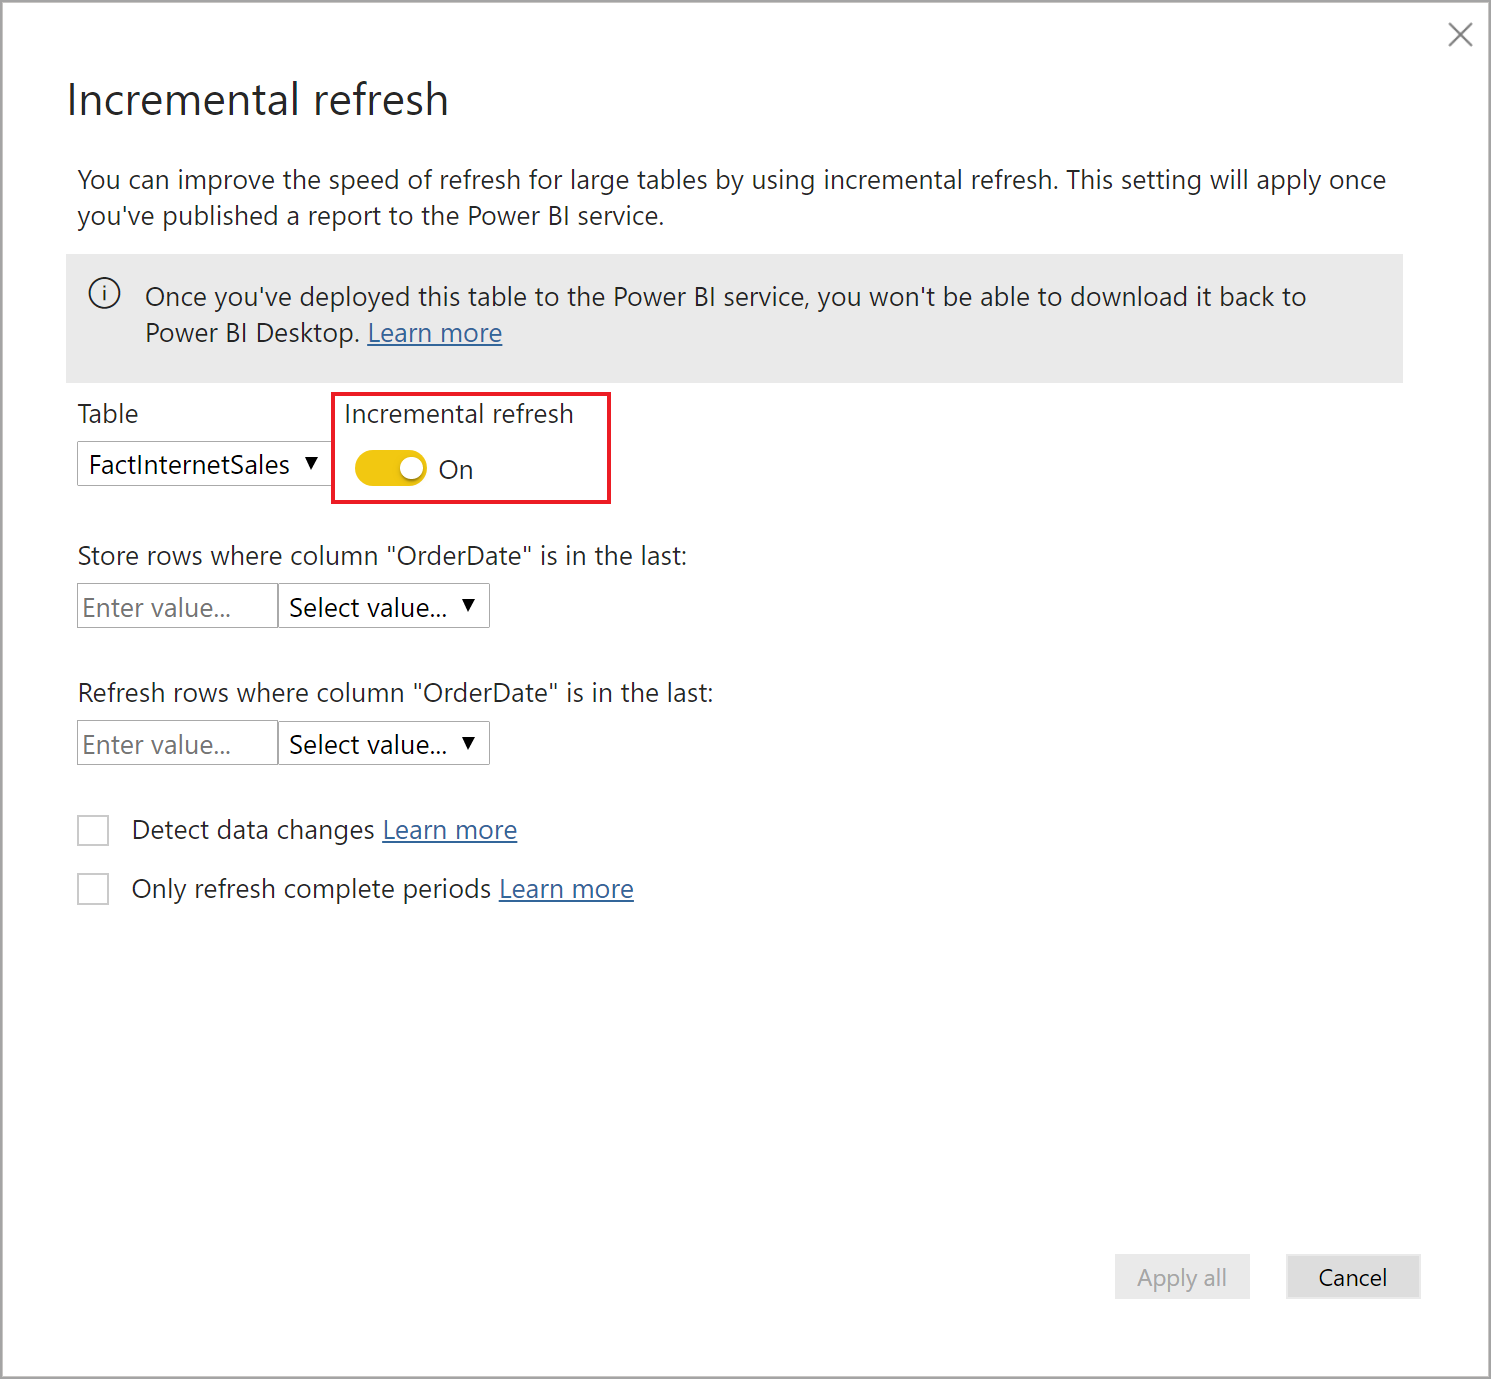 Incremental refresh
You can improve the speed of refresh for large tables by using incremental refresh. This setting will apply once
you've published a report to the Power BI service.
Once you've deployed this table to the Power BI service, you won't be able to download it back to
Power BI Desktop. Learn more
Table
Incremental refresh
FactInternetSales
On
Store rows where column "OrderDate" is in the last:
Enter value...
Select value...
Refresh rows where column "OrderDate" is in the last:
Enter value...
Select value...
Detect data changes Learn more
Only refresh complete periods Learn more
Apply all
Cancel